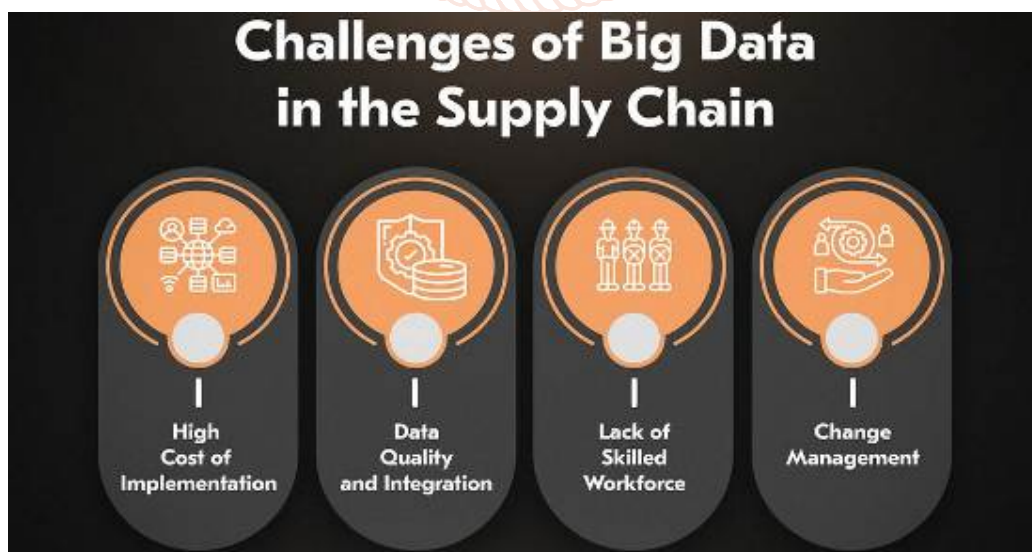 Challenges of Big Data
in the Supply Chain
High
Cost of
Implementation
Data
Quality
and Integration
Lack of
Skilled
Workforce
Change
Management